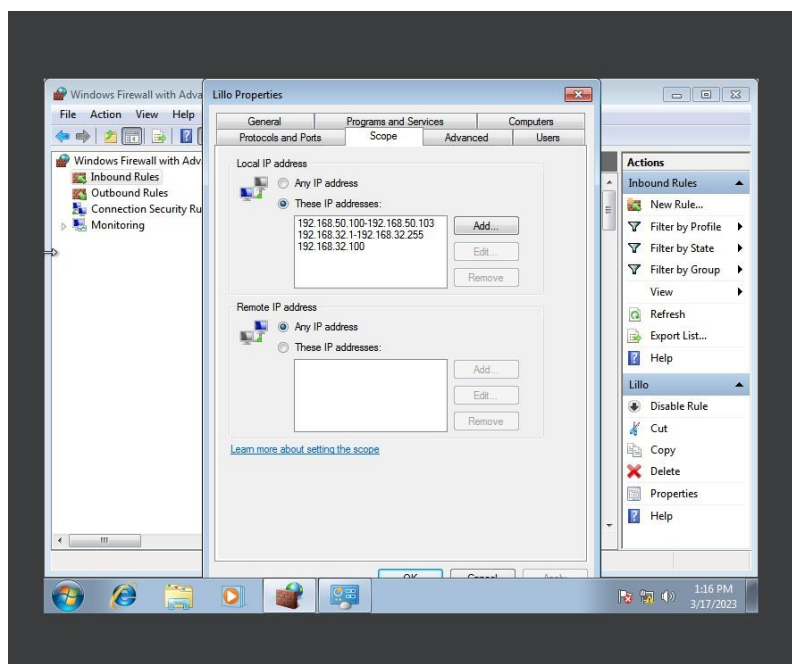 Windows Firewall with Adva
File Action View Help
Windows Firewall with Adv
Inbound Rules
Outbound Rules
Connection Security Ru
Monitoring
Lillo Properties
General
Programs and Services
Computers
Protocols and Ports
Scope
Advanced
Users
Local IP address
Any IP address
These IP addresses:
192.168.50.100-192.168.50.103
192.168.32.1-192.168.32.255
192.168.32.100
Add...
Edit...
Remove
Remote IP address
Any IP address
These IP addresses:
Add...
Edit...
Remove
Learn more about setting the scope
OK
Cancel
Apply
Actions
Inbound Rules
New Rule...
Filter by Profile
Filter by State
Filter by Group
View
Refresh
Export List...
Help
Lillo
Disable Rule
Cut
Copy
Delete
Properties
Help
1:16 PM
3/17/2023